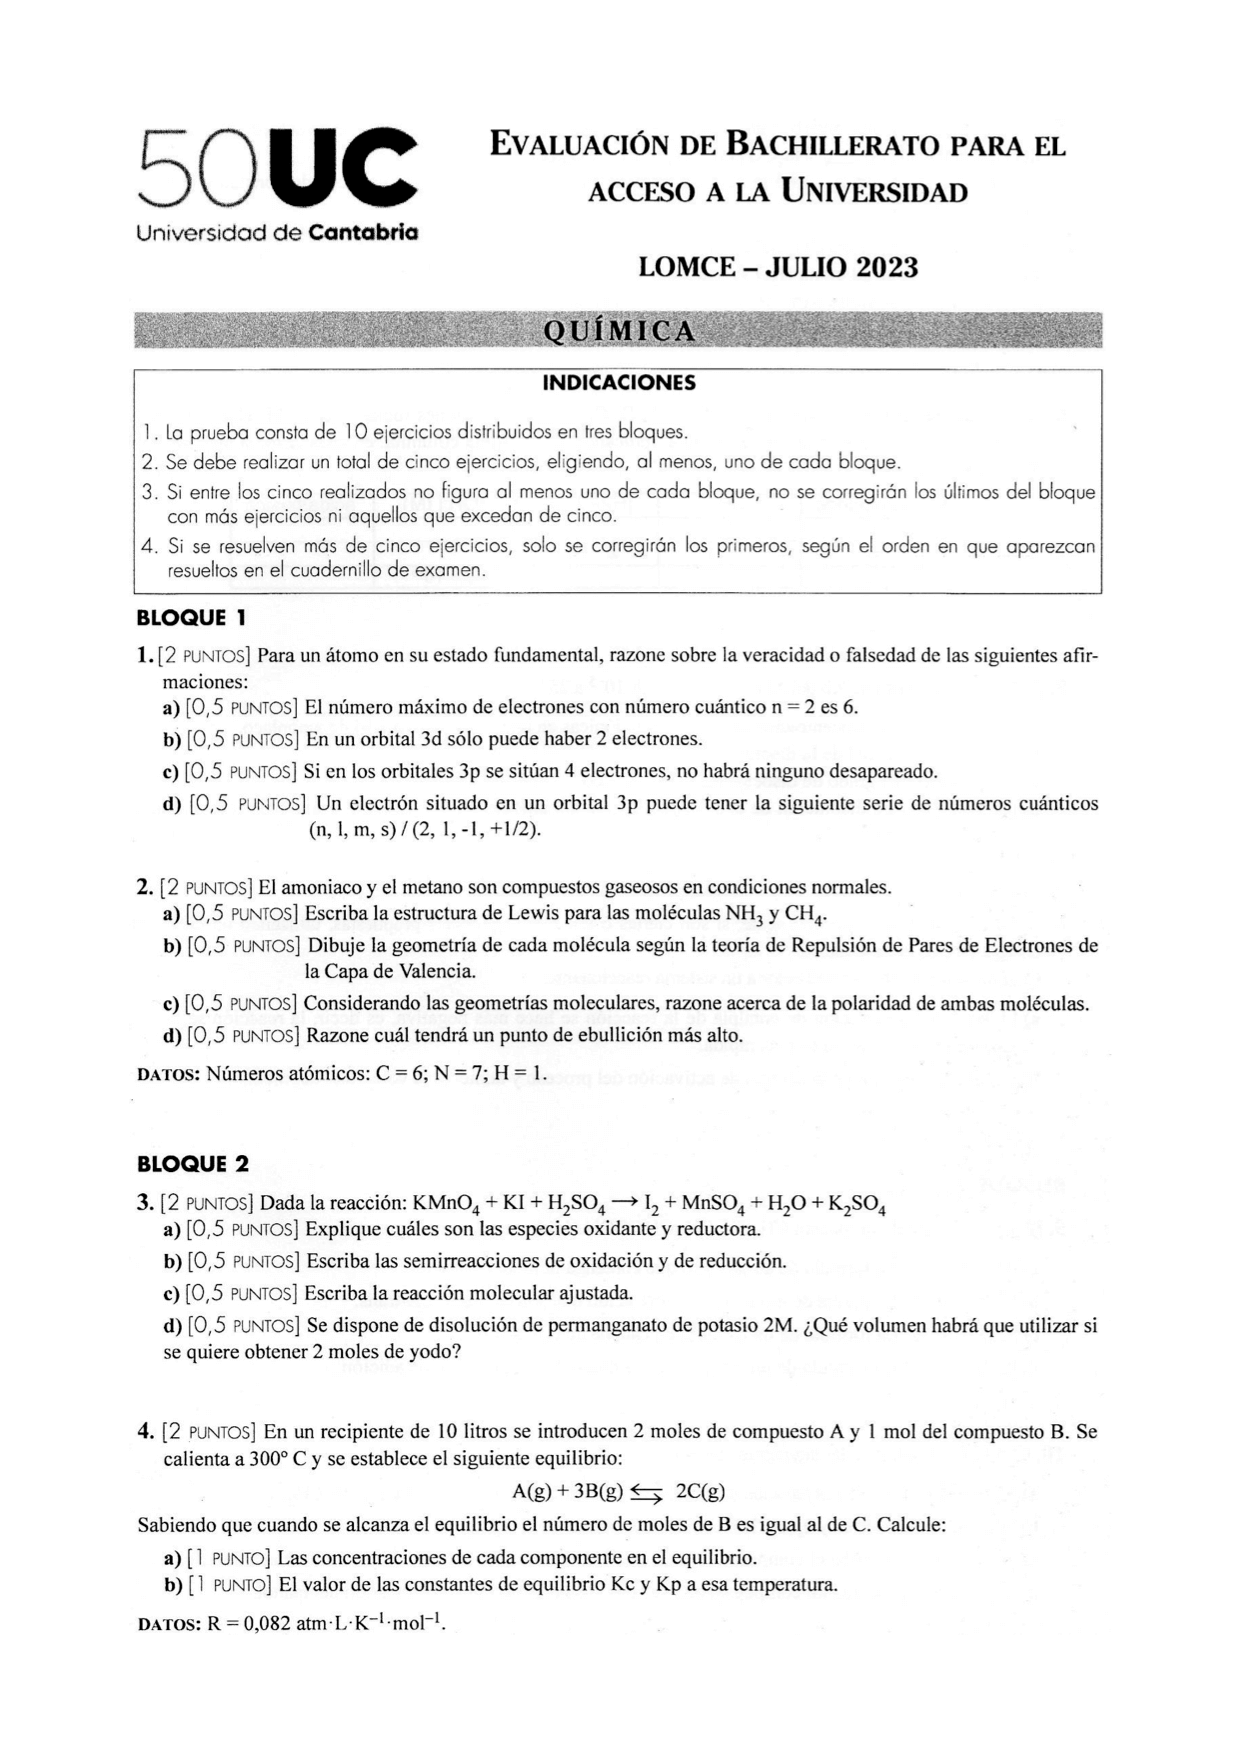 50UC
Universidad de Cantabria
EVALUACIÓN DE BACHILLERATO PARA EL
ACCESO A LA UNIVERSIDAD
LOMCE – JULIO 2023
QUÍMICA
INDICACIONES
1. La prueba consta de 10 ejercicios distribuidos en tres bloques.
2. Se debe realizar un total de cinco ejercicios, eligiendo, al menos, uno de cada bloque.
3. Si entre los cinco realizados no figura al menos uno de cada bloque, no se corregirán los últimos del bloque
con más ejercicios ni aquellos que excedan de cinco.
4. Si se resuelven más de cinco ejercicios, solo se corregirán los primeros, según el orden en que aparezcan
resueltos en el cuadernillo de examen.
BLOQUE 1
1. [2 PUNTOS] Para un átomo en su estado fundamental, razone sobre la veracidad o falsedad de las siguientes afir-
maciones:
a) [0,5 PUNTOS] El número máximo de electrones con número cuántico n = 2 es 6.
b) [0,5 PUNTOS] En un orbital 3d sólo puede haber 2 electrones.
c) [0,5 PUNTOS] Si en los orbitales 3p se sitúan 4 electrones, no habrá ninguno desapareado.
d) [0,5 PUNTOS] Un electrón situado en un orbital 3p puede tener la siguiente serie de números cuánticos
(n, l, m, s) / (2, 1, -1, +1/2).
2. [2 PUNTOS] El amoniaco y el metano son compuestos gaseosos en condiciones normales.
a) [0,5 PUNTOS] Escriba la estructura de Lewis para las moléculas NH₃ y CH₄.
b) [0,5 PUNTOS] Dibuje la geometría de cada molécula según la teoría de Repulsión de Pares de Electrones de
la Capa de Valencia.
c) [0,5 PUNTOS] Considerando las geometrías moleculares, razone acerca de la polaridad de ambas moléculas.
d) [0,5 PUNTOS] Razone cuál tendrá un punto de ebullición más alto.
DATOS: Números atómicos: C = 6; N = 7; H = 1.
BLOQUE 2
3. [2 PUNTOS] Dada la reacción: KMnO₄ + KI + H₂SO₄ ⟶ I₂ + MnSO₄ + H₂O + K₂SO₄
a) [0,5 PUNTOS] Explique cuáles son las especies oxidante y reductora.
b) [0,5 PUNTOS] Escriba las semirreacciones de oxidación y de reducción.
c) [0,5 PUNTOS] Escriba la reacción molecular ajustada.
d) [0,5 PUNTOS] Se dispone de disolución de permanganato de potasio 2M. ¿Qué volumen habrá que utilizar si
se quiere obtener 2 moles de yodo?
4. [2 PUNTOS] En un recipiente de 10 litros se introducen 2 moles de compuesto A y 1 mol del compuesto B. Se
calienta a 300º C y se establece el siguiente equilibrio:
A(g) + 3B(g) ⇆ 2C(g)
Sabiendo que cuando se alcanza el equilibrio el número de moles de B es igual al de C. Calcule:
a) [1 PUNTO] Las concentraciones de cada componente en el equilibrio.
b) [1 PUNTO] El valor de las constantes de equilibrio Kc y Kp a esa temperatura.
DATOS: R = 0,082 atm·L·K⁻¹·mol⁻¹.